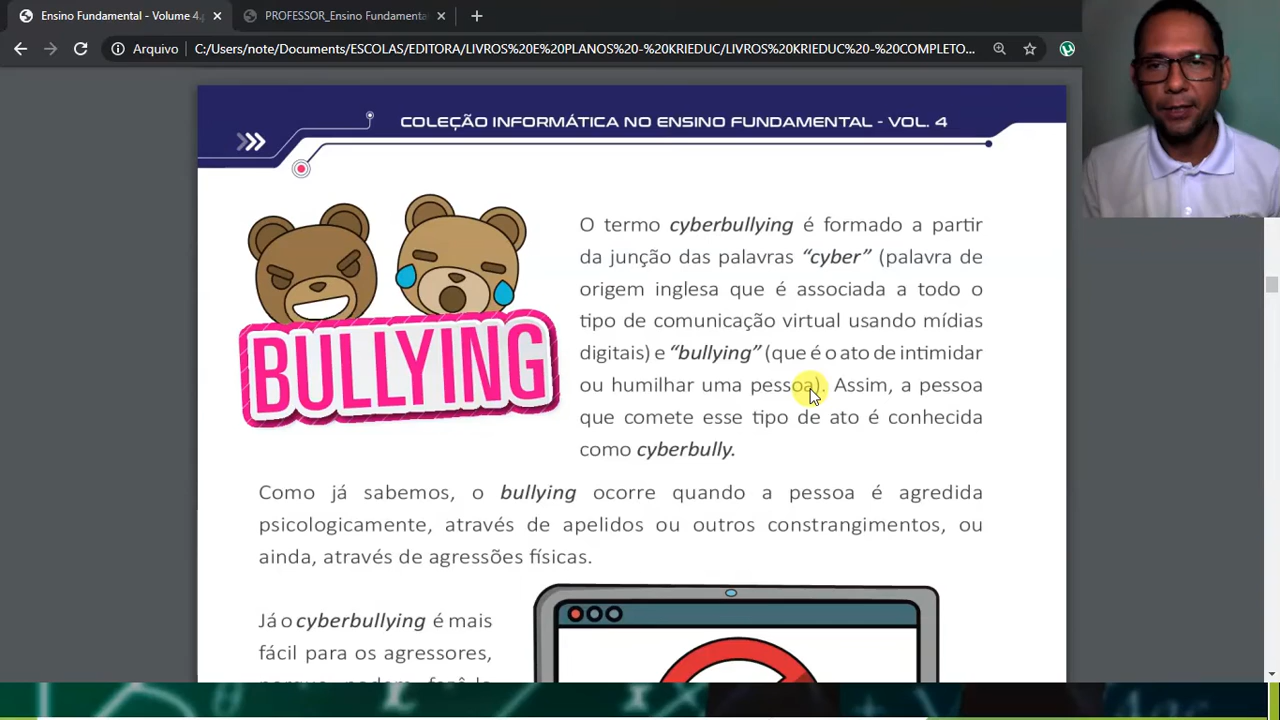 Ensino Fundamental - Volume 4
PROFESSOR_Ensino Fundamenta
Arquivo
C:/Users/note/Documents/ESCOLAS/EDITORA/LIVROS%20E%20PLANOS%20-%20KRIEDUC/LIVROS%20KRIEDUC%20-%20COMPLETO...
COLEÇÃO INFORMÁTICA NO ENSINO FUNDAMENTAL - VOL. 4
BULLYING
O termo cyberbullying é formado a partir
da junção das palavras “cyber” (palavra de
origem inglesa que é associada a todo o
tipo de comunicação virtual usando mídias
digitais) e “bullying” (que é o ato de intimidar
ou humilhar uma pessoa). Assim, a pessoa
que comete esse tipo de ato é conhecida
como cyberbully.
Como já sabemos, o bullying ocorre quando a pessoa é agredida
psicologicamente, através de apelidos ou outros constrangimentos, ou
ainda, através de agressões físicas.
Já o cyberbullying é mais
fácil para os agressores,